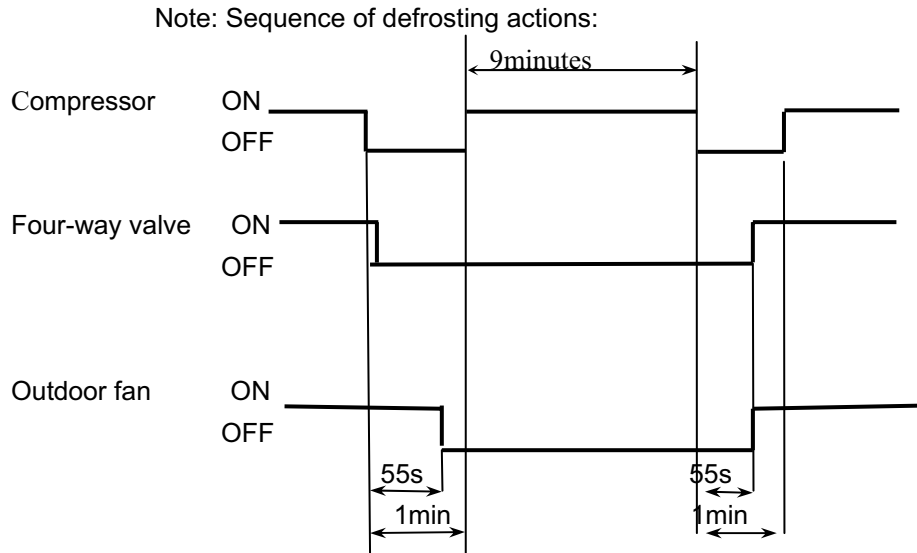 Note: Sequence of defrosting actions:
9minutes
Compressor ON
OFF
Four-way valve ON
OFF
Outdoor fan ON
OFF
55s 55s
1min 1min